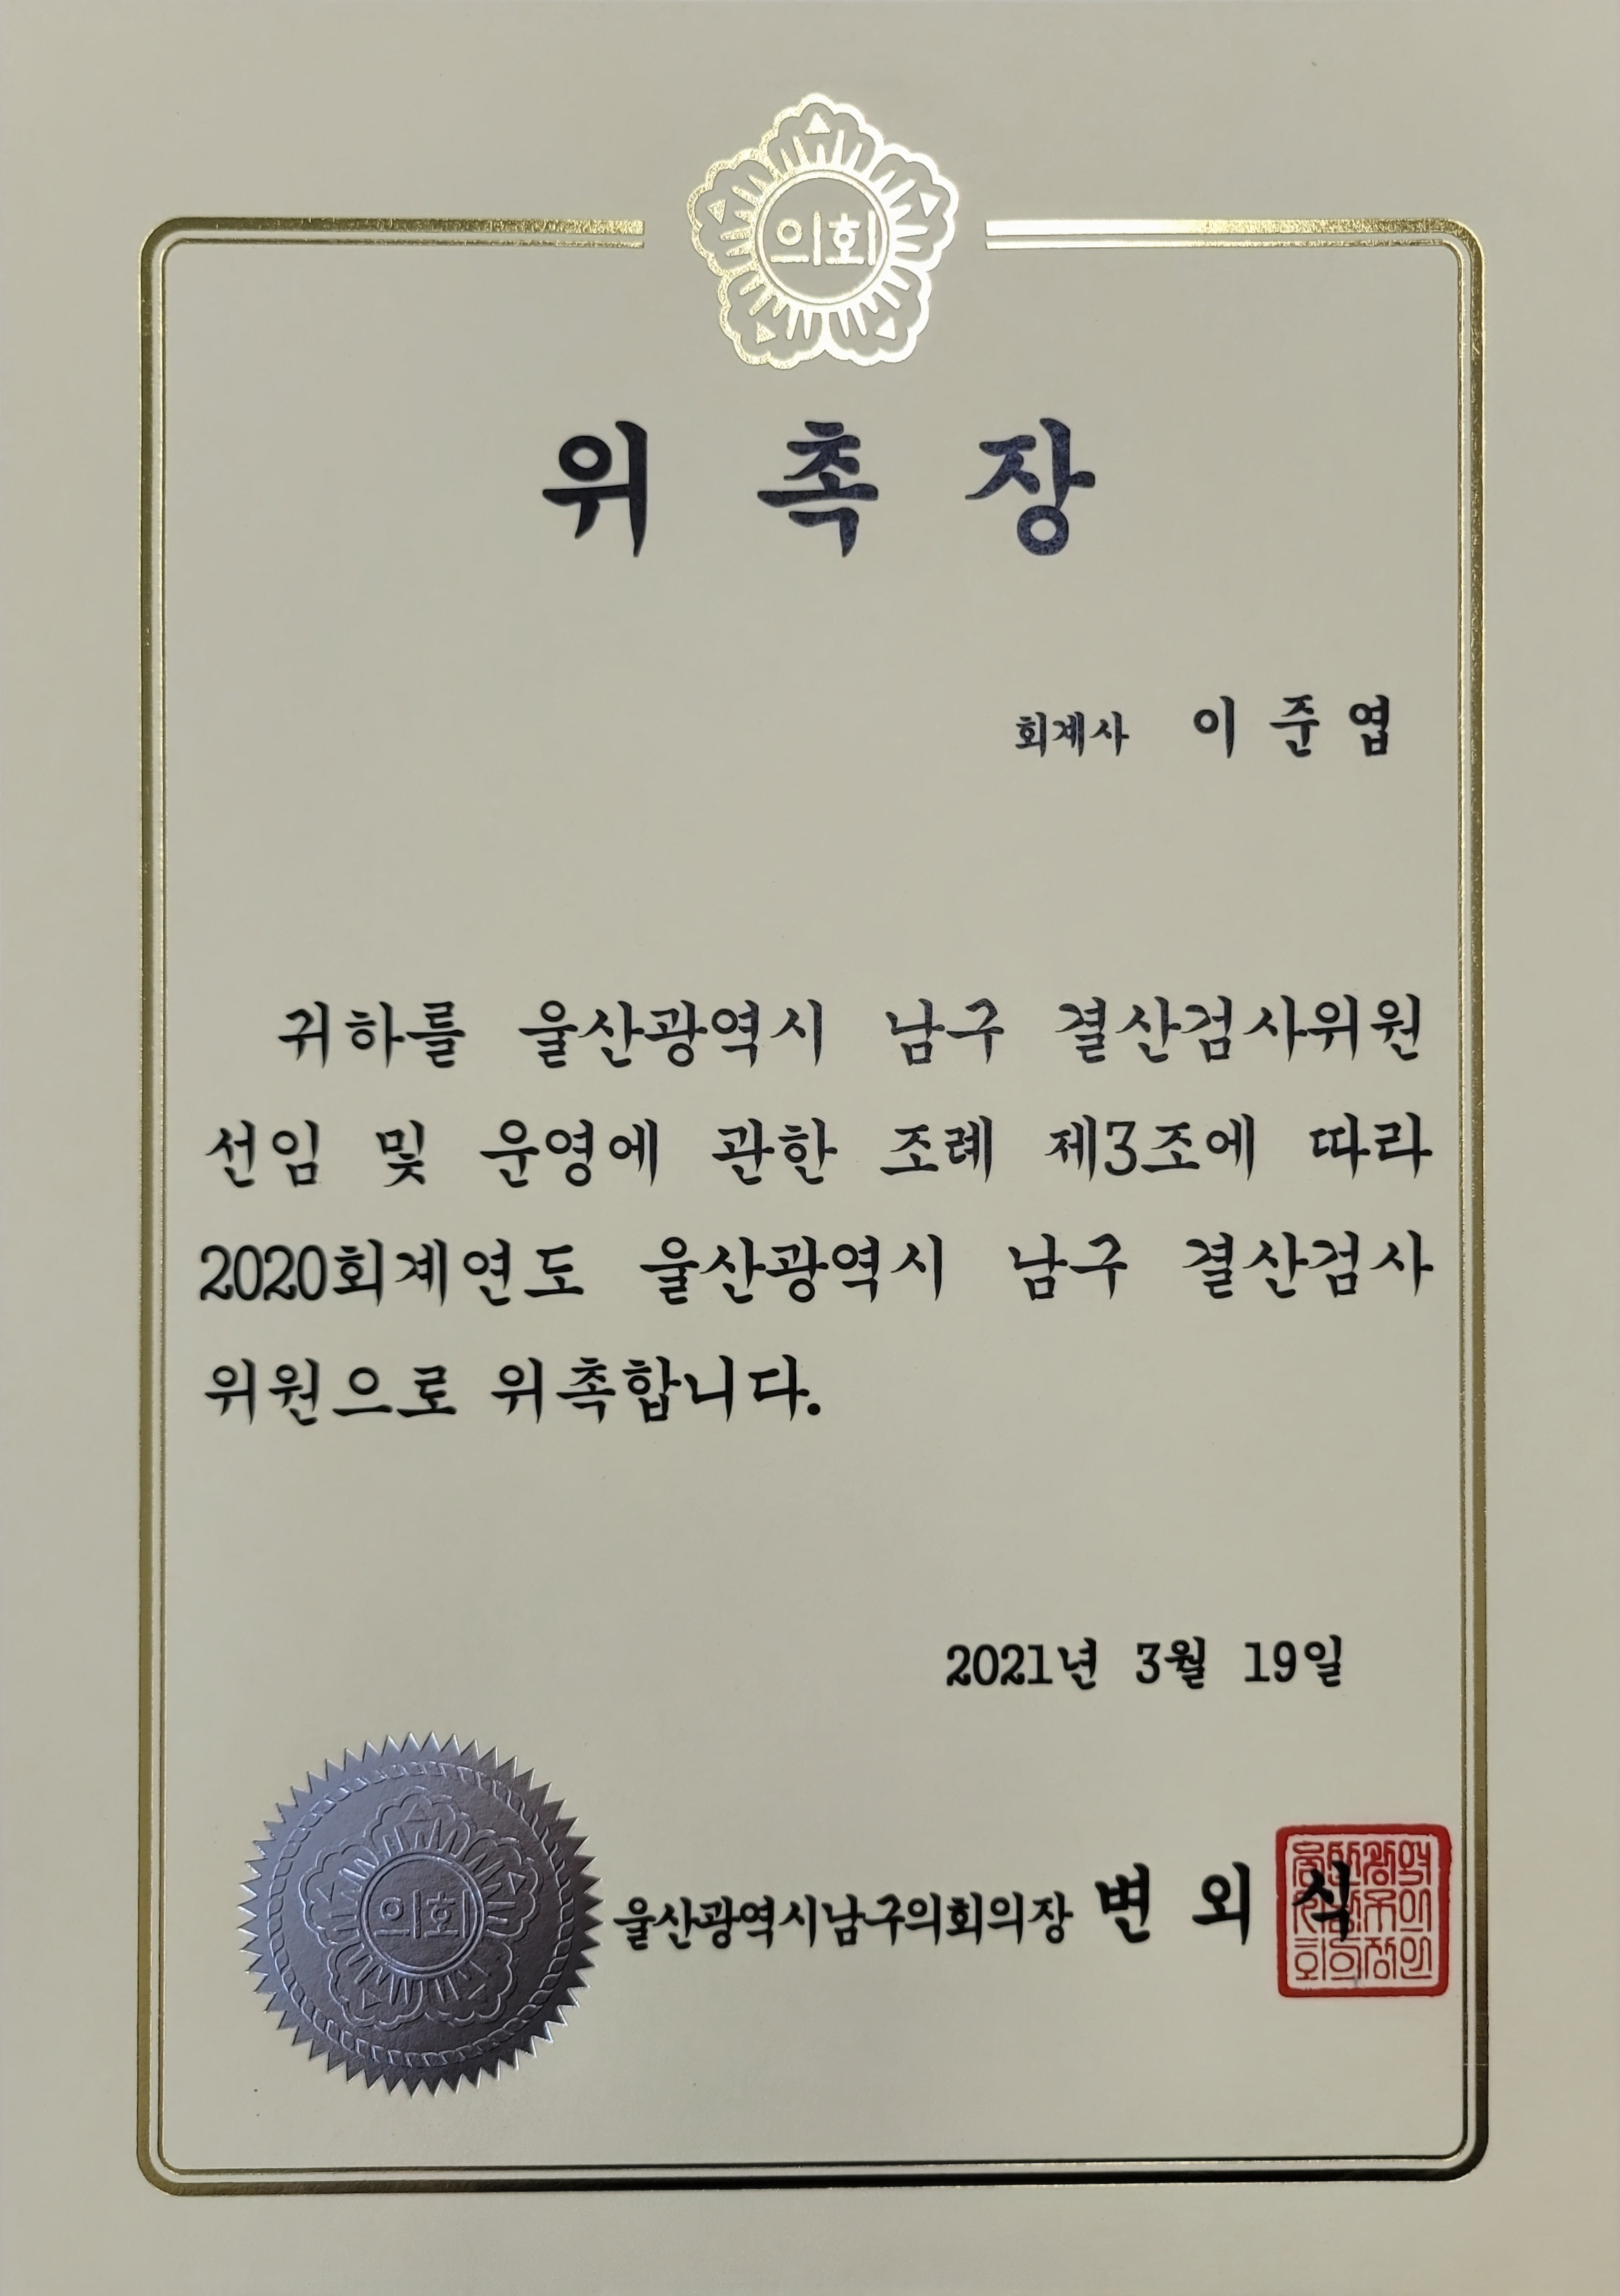 의회
위 촉 장
회계사 이 준 엽
귀하를 울산광역시 남구 결산검사위원
선임 및 운영에 관한 조례 제3조에 따라
2020회계연도 울산광역시 남구 결산검사
위원으로 위촉합니다.
2021년 3월 19일
의회
울산광역시남구의회의장 변 외 식